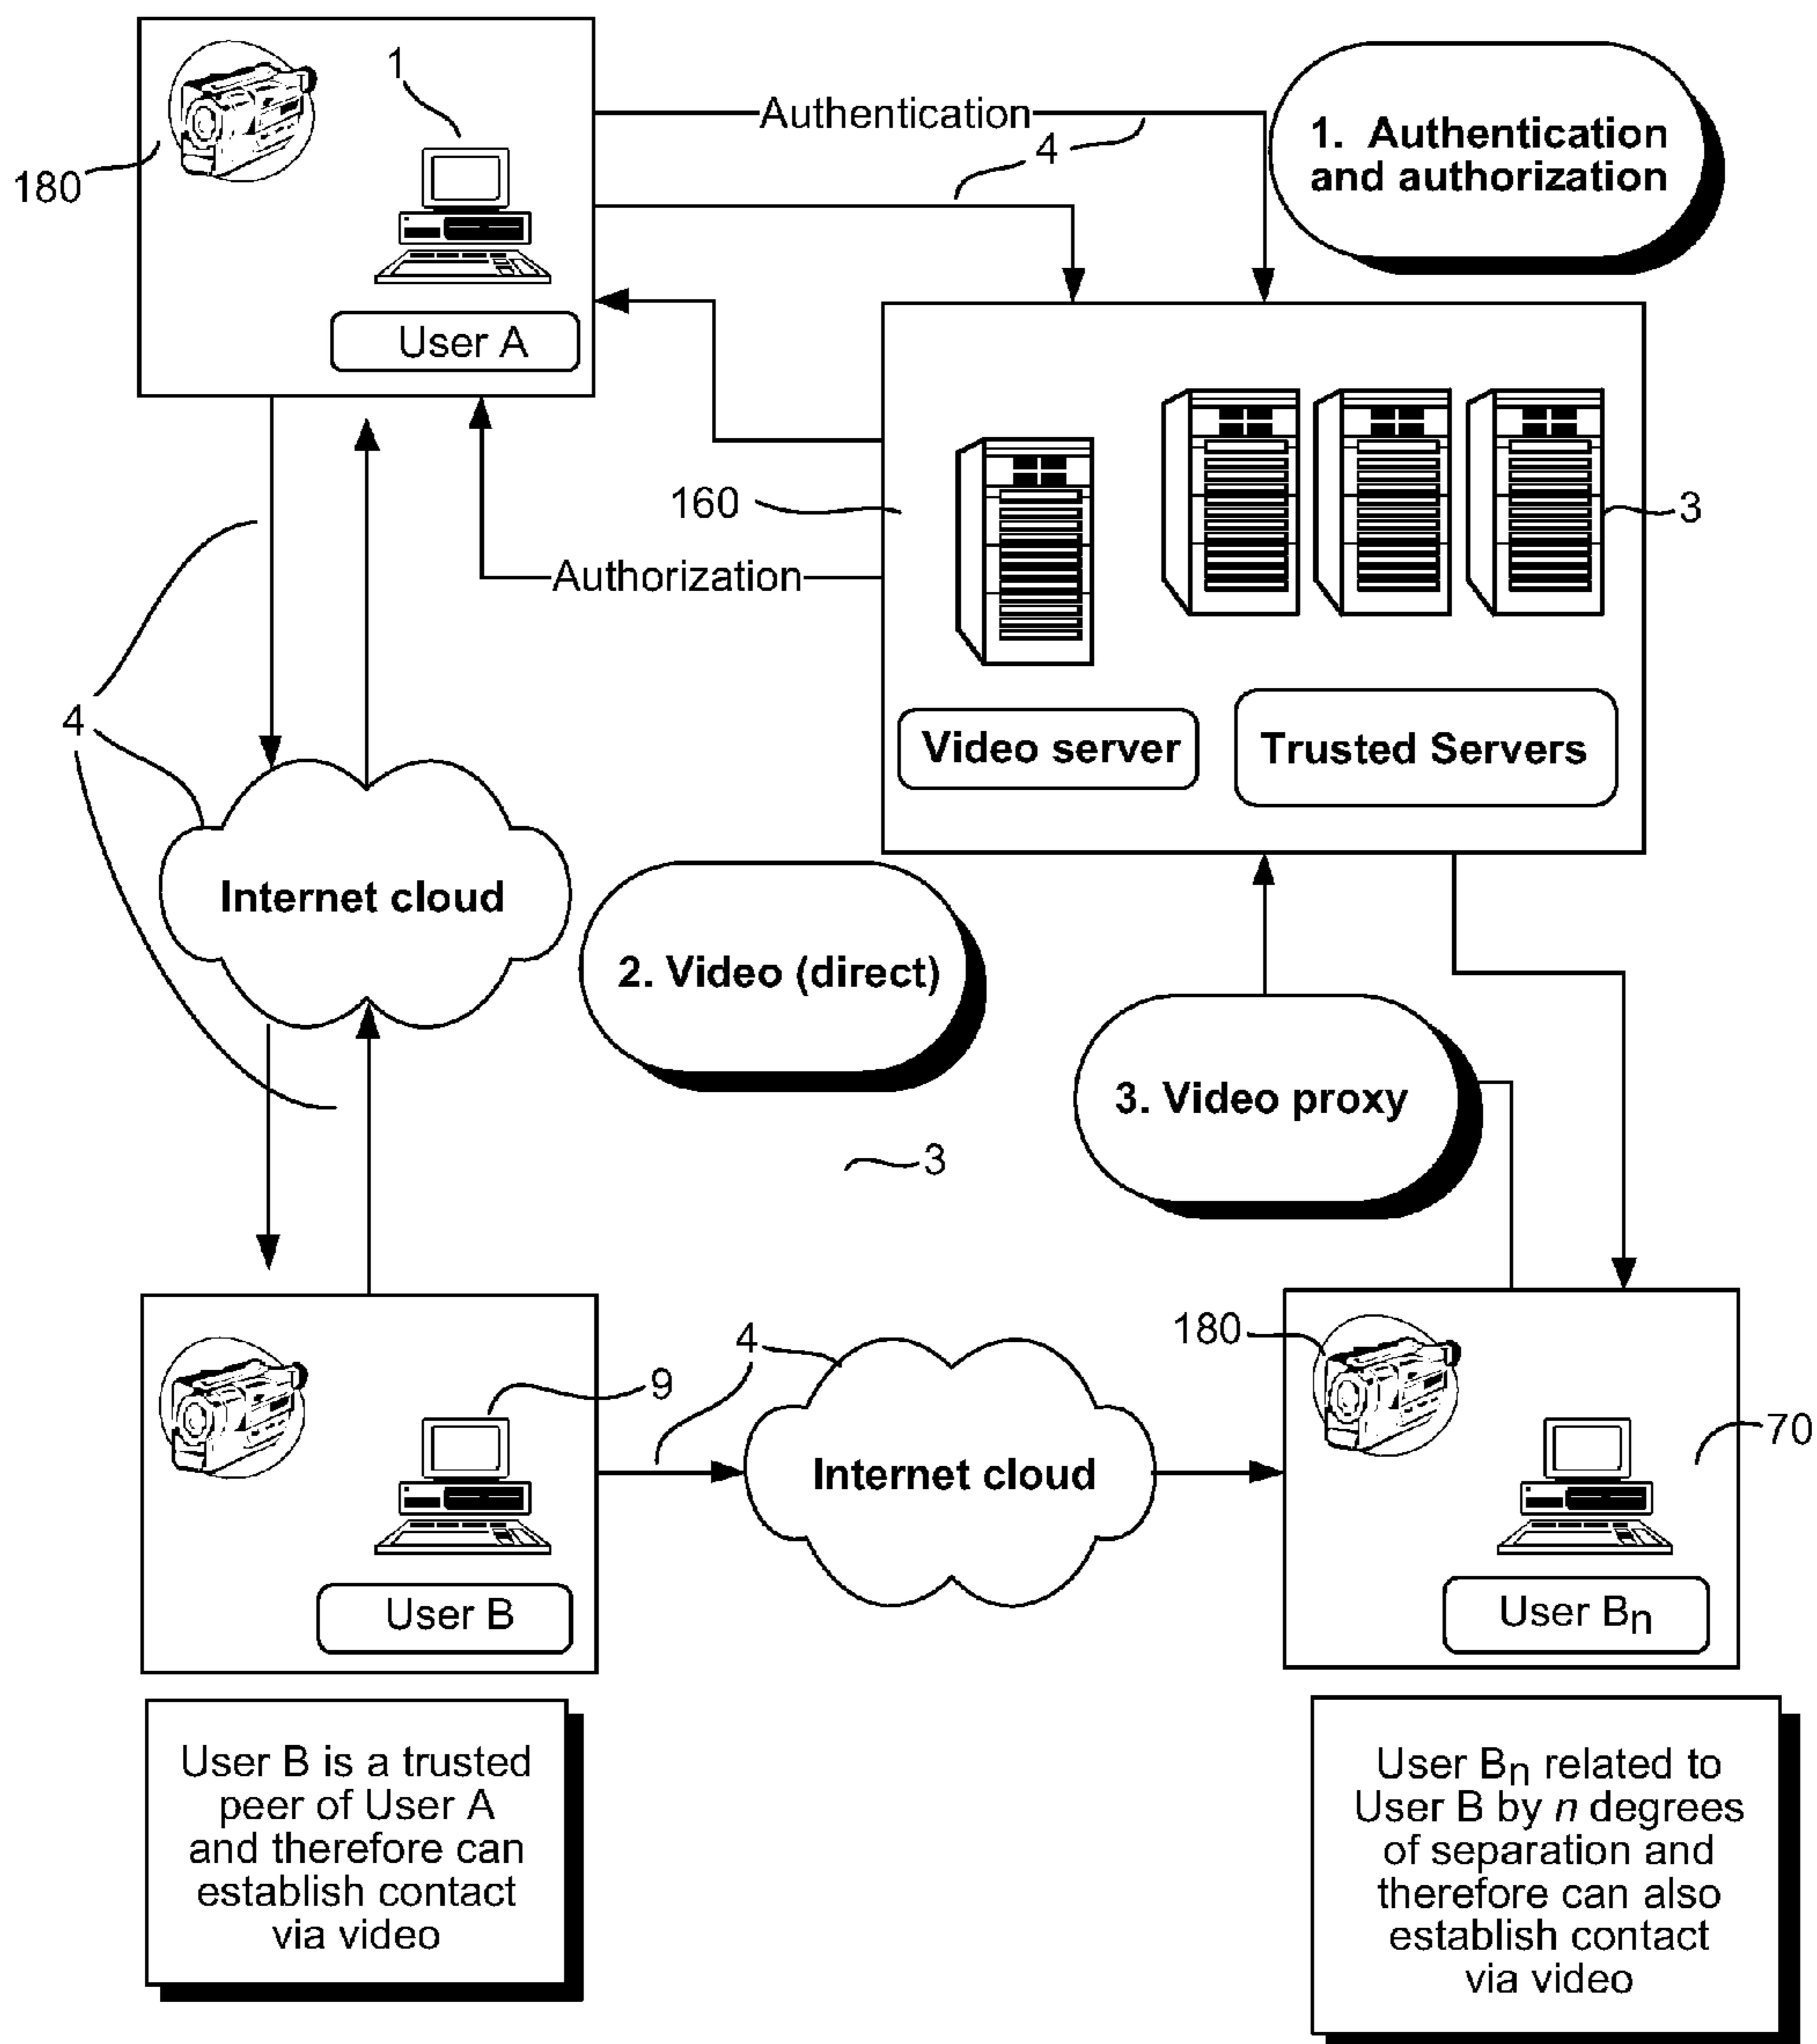 1
180
Authentication
4
1. Authentication
and authorization
User A
160
3
Authorization
4
Video server
Trusted Servers
Internet cloud
2. Video (direct)
3. Video proxy
3
180
4
9
70
Internet cloud
User B
User Bn
User B is a trusted
peer of User A
and therefore can
establish contact
via video
User Bn related to
User B by n degrees
of separation and
therefore can also
establish contact
via video